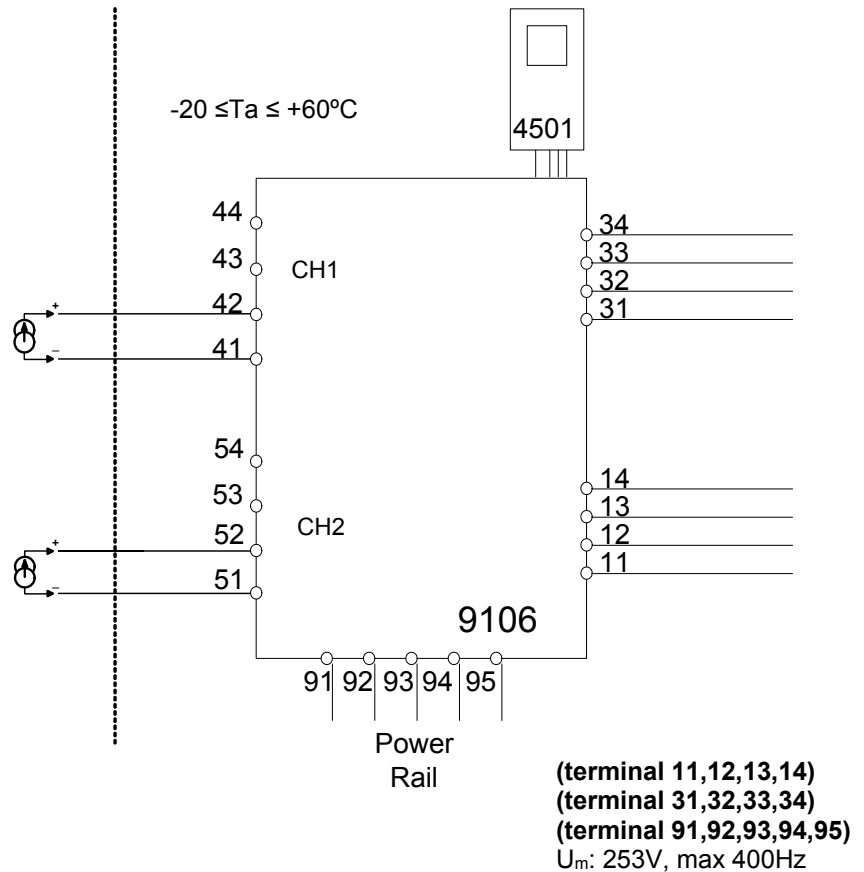 -20 ≤Ta ≤ +60ºC
4501
44
43
CH1
42
+
41
–
54
53
CH2
52
+
51
–
34
33
32
31
14
13
12
11
9106
91 92 93 94 95
Power
Rail
(terminal 11,12,13,14)
(terminal 31,32,33,34)
(terminal 91,92,93,94,95)
Um: 253V, max 400Hz